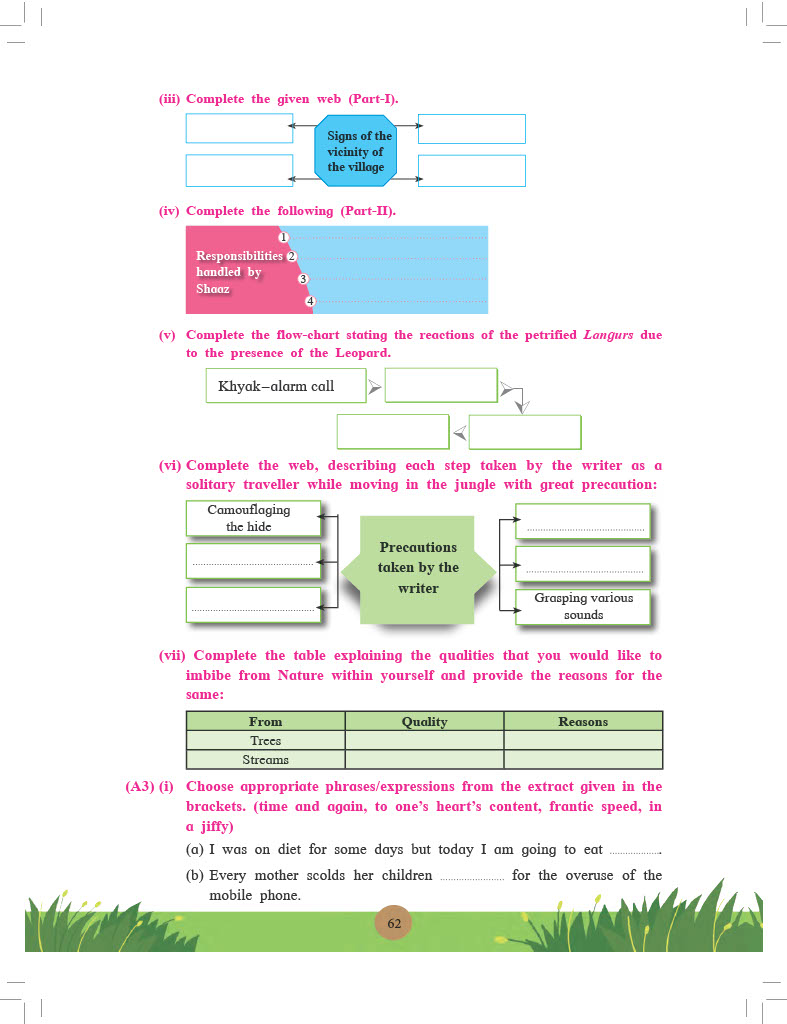 (iii) Complete the given web (Part-I).
Signs of the
vicinity of
the village
(iv) Complete the following (Part-II).
Responsibilities
handled by
Shaaz
1
2
3
4
(v) Complete the flow-chart stating the reactions of the petrified Langurs due
to the presence of the Leopard.
Khyak–alarm call
(vi) Complete the web, describing each step taken by the writer as a
solitary traveller while moving in the jungle with great precaution:
Camouflaging
the hide
Precautions
taken by the
writer
Grasping various
sounds
(vii) Complete the table explaining the qualities that you would like to
imbibe from Nature within yourself and provide the reasons for the
same:
From Quality Reasons
Trees
Streams
(A3) (i) Choose appropriate phrases/expressions from the extract given in the
brackets. (time and again, to one's heart's content, frantic speed, in
a jiffy)
(a) I was on diet for some days but today I am going to eat ...................
(b) Every mother scolds her children ........................ for the overuse of the
mobile phone.
62